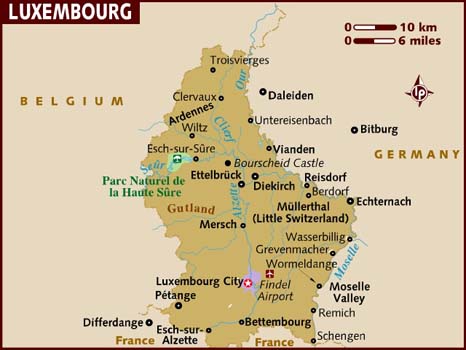 LUXEMBOURG
0 10 km
0 6 miles
Troisvierges
Our
Clervaux
Daleiden
BELGIUM
Ardennes
Untereisenbach
Wiltz
Clerf
Bitburg
Esch-sur-Sûre
Vianden
GERMANY
Sûr
Bourscheid Castle
Parc Naturel de
la Haute Sûre
Ettelbrück
Diekirch
Reisdorf
Berdorf
Alzette
Gutland
Müllerthal
(Little Switzerland)
Echternach
Mersch
Wasserbillig
Grevenmacher
Moselle
Wormeldange
Luxembourg City
Findel
Airport
Moselle
Valley
Pétange
Remich
Differdange
Bettembourg
Esch-sur-
Alzette
Schengen
France
France
LP